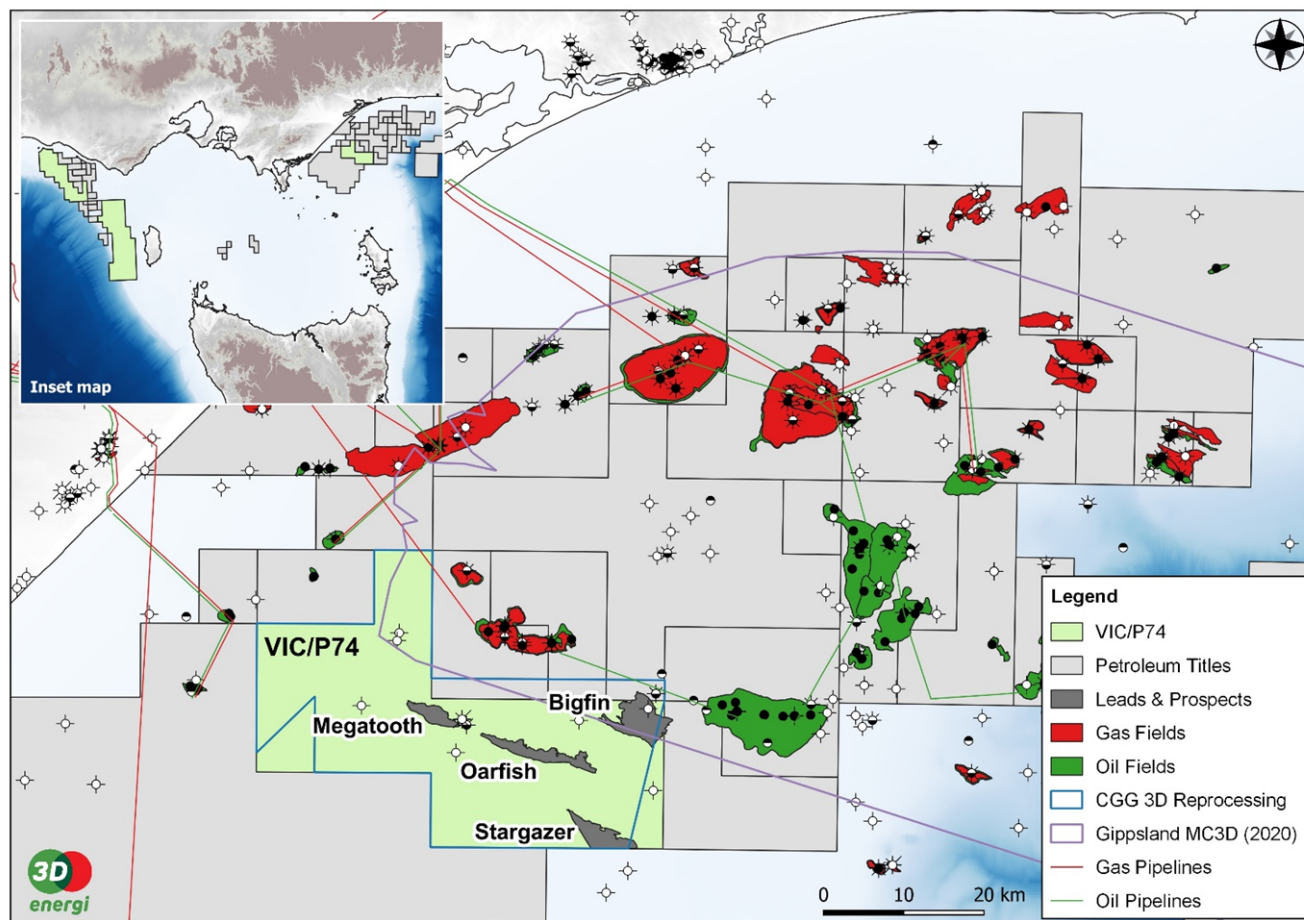 Inset map
VIC/P74
Bigfin
Megatooth
Oarfish
Stargazer
Legend
VIC/P74
Petroleum Titles
Leads & Prospects
Gas Fields
Oil Fields
CGG 3D Reprocessing
Gippsland MC3D (2020)
Gas Pipelines
Oil Pipelines
0 10 20 km
3D
energi